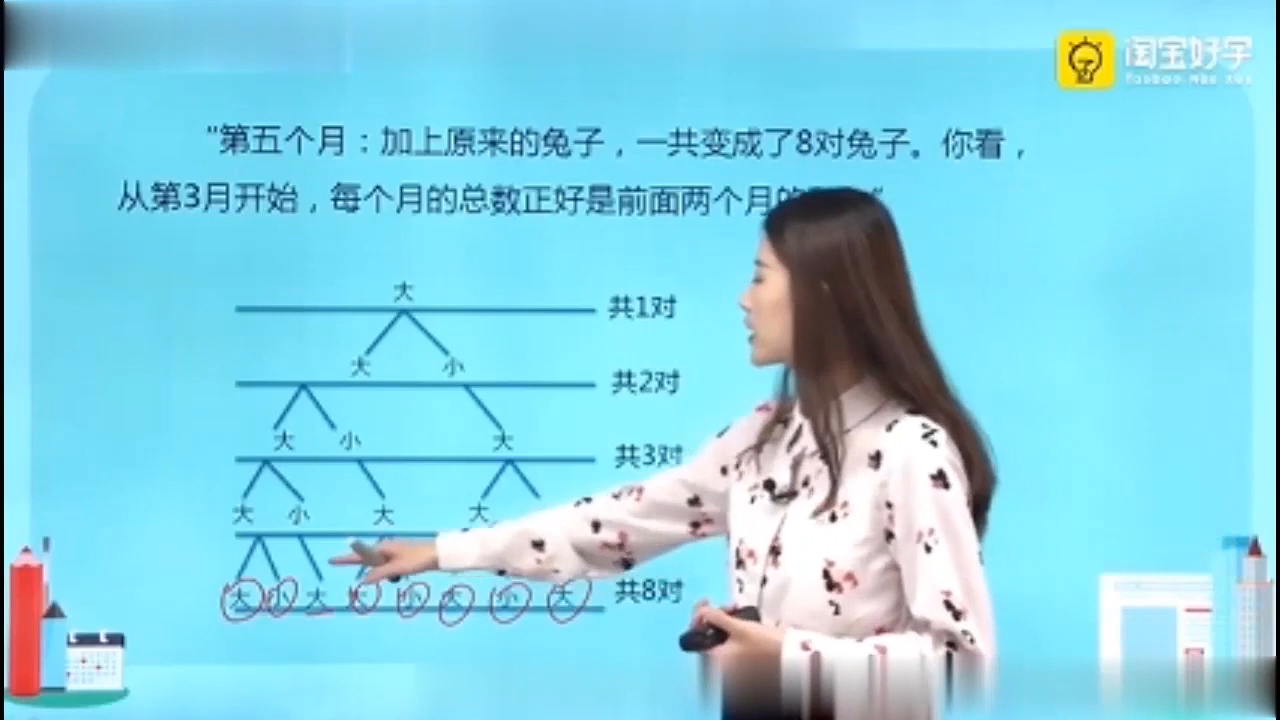 淘宝好学
“第五个月：加上原来的兔子，一共变成了8对兔子。你看，
从第3月开始，每个月的总数正好是前面两个月的
大
共1对
大 小
共2对
大 小 大
共3对
大 小 大 大
大 小 大 大 小 大 小 大
共8对